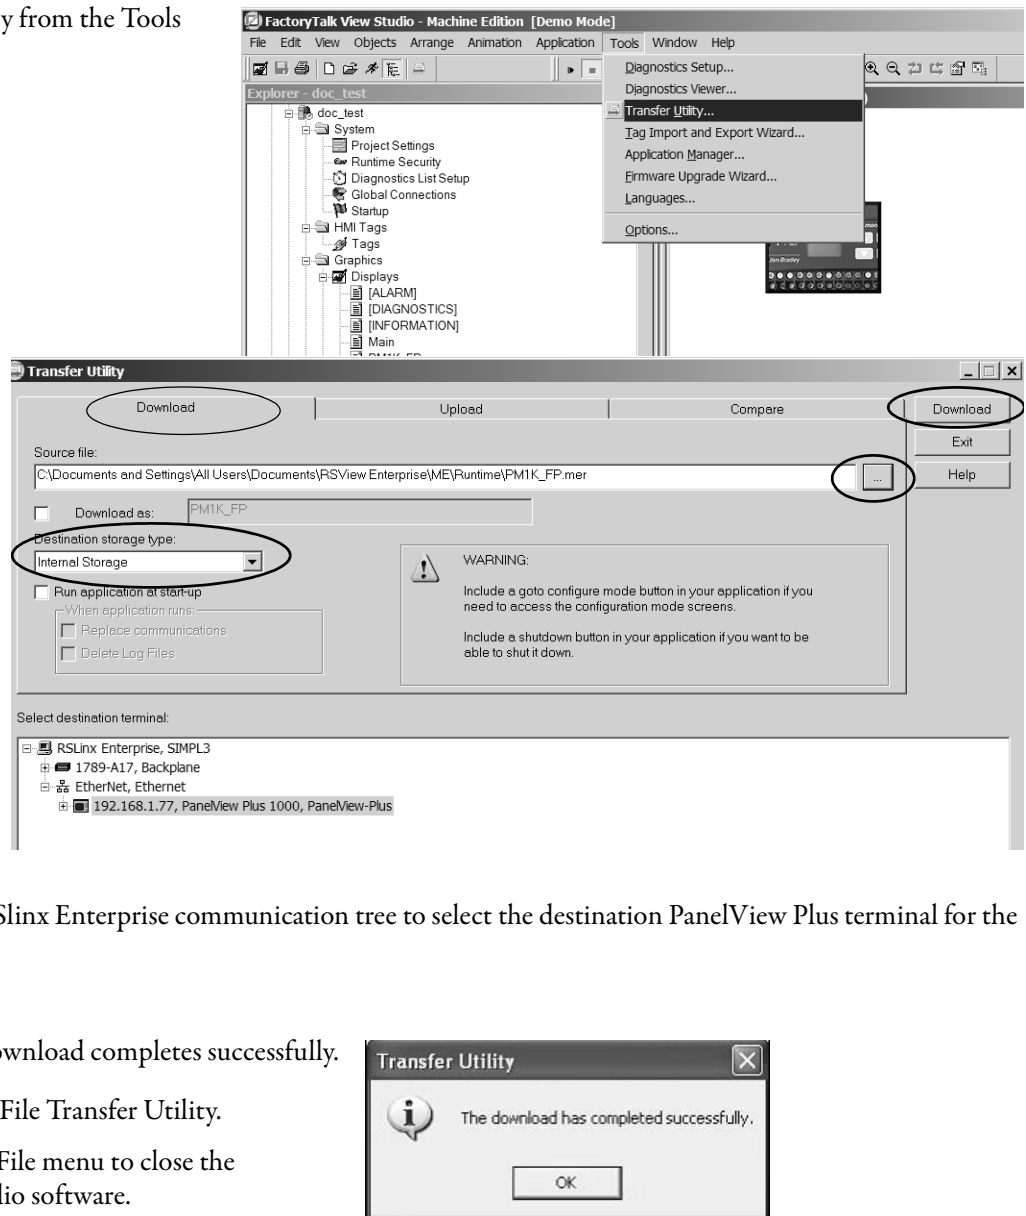 y from the Tools
FactoryTalk View Studio - Machine Edition [Demo Mode]
File Edit View Objects Arrange Animation Application Tools Window Help
Explorer - doc_test
doc_test
System
Project Settings
Runtime Security
Diagnostics List Setup
Global Connections
Startup
HMI Tags
Tags
Graphics
Displays
[ALARM]
[DIAGNOSTICS]
[INFORMATION]
Main
Diagnostics Setup...
Diagnostics Viewer...
Transfer Utility...
Tag Import and Export Wizard...
Application Manager...
Firmware Upgrade Wizard...
Languages...
Options...
Transfer Utility
Download Upload Compare Download
Exit
Help
Source file:
C:\Documents and Settings\All Users\Documents\RSView Enterprise\ME\Runtime\PM1K_FP.mer
...
Download as: PM1K_FP
Destination storage type:
Internal Storage
Run application at start-up
When application runs:
Replace communications
Delete Log Files
WARNING:
Include a goto configure mode button in your application if you
need to access the configuration mode screens.
Include a shutdown button in your application if you want to be
able to shut it down.
Select destination terminal:
RSLinx Enterprise, SIMPL3
1789-A17, Backplane
EtherNet, Ethernet
192.168.1.77, PanelView Plus 1000, PanelView-Plus
Slinx Enterprise communication tree to select the destination PanelView Plus terminal for the
ownload completes successfully.
File Transfer Utility.
File menu to close the
dio software.
Transfer Utility
The download has completed successfully.
OK